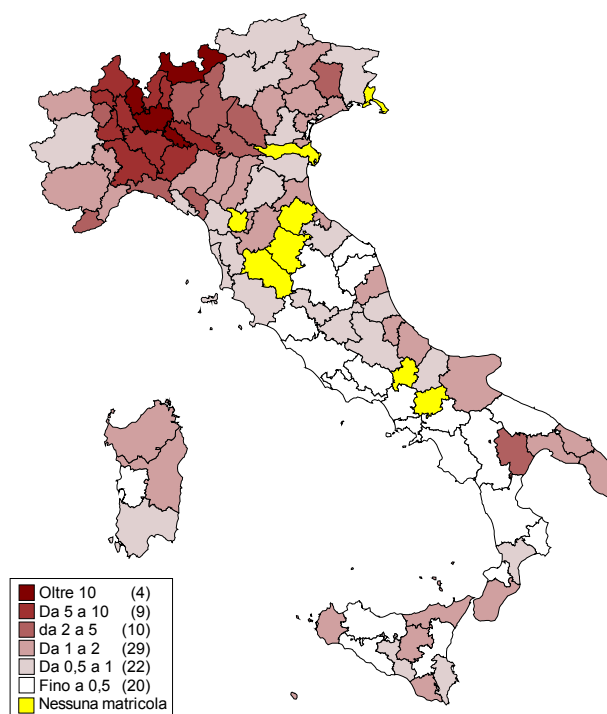 Oltre 10 (4)
Da 5 a 10 (9)
da 2 a 5 (10)
Da 1 a 2 (29)
Da 0,5 a 1 (22)
Fino a 0,5 (20)
Nessuna matricola